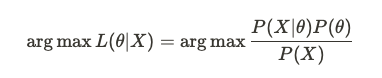 arg max L(θ|X) = arg max P(X|θ)P(θ) / P(X)